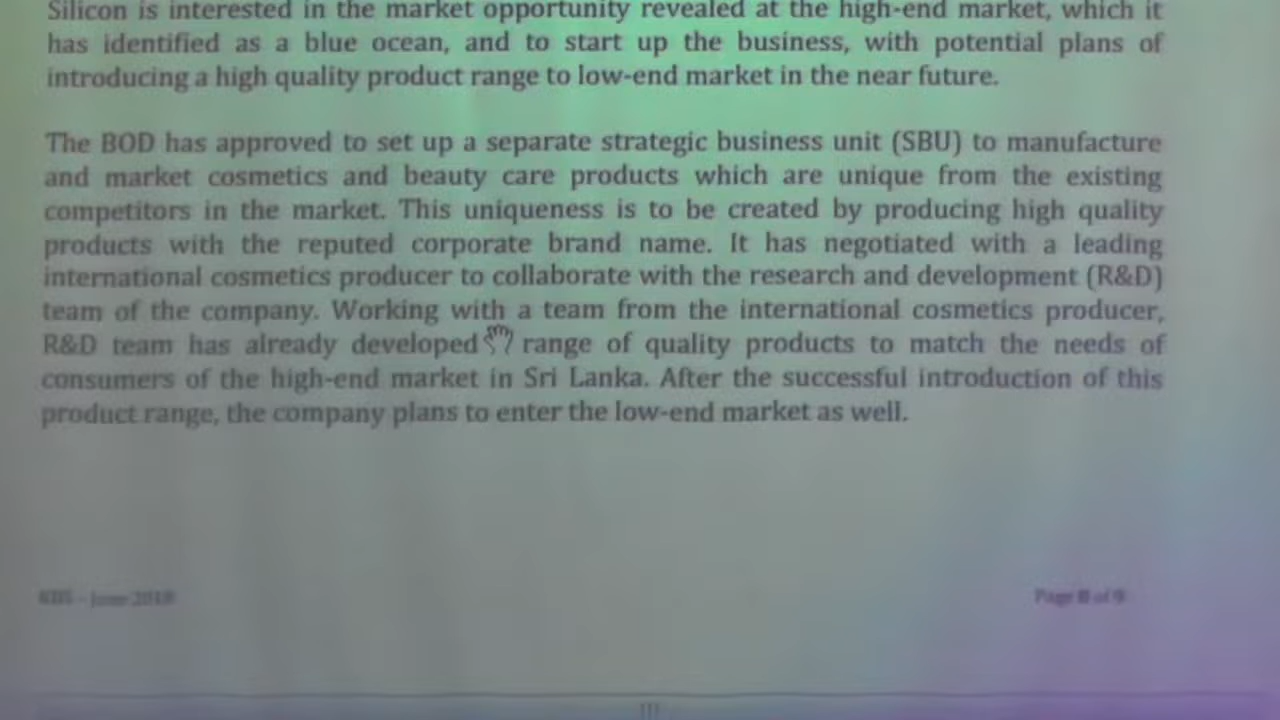 Silicon is interested in the market opportunity revealed at the high-end market, which it
has identified as a blue ocean, and to start up the business, with potential plans of
introducing a high quality product range to low-end market in the near future.
The BOD has approved to set up a separate strategic business unit (SBU) to manufacture
and market cosmetics and beauty care products which are unique from the existing
competitors in the market. This uniqueness is to be created by producing high quality
products with the reputed corporate brand name. It has negotiated with a leading
international cosmetics producer to collaborate with the research and development (R&D)
team of the company. Working with a team from the international cosmetics producer,
R&D team has already developed range of quality products to match the needs of
consumers of the high-end market in Sri Lanka. After the successful introduction of this
product range, the company plans to enter the low-end market as well.
June 2018
Page 8 of 9